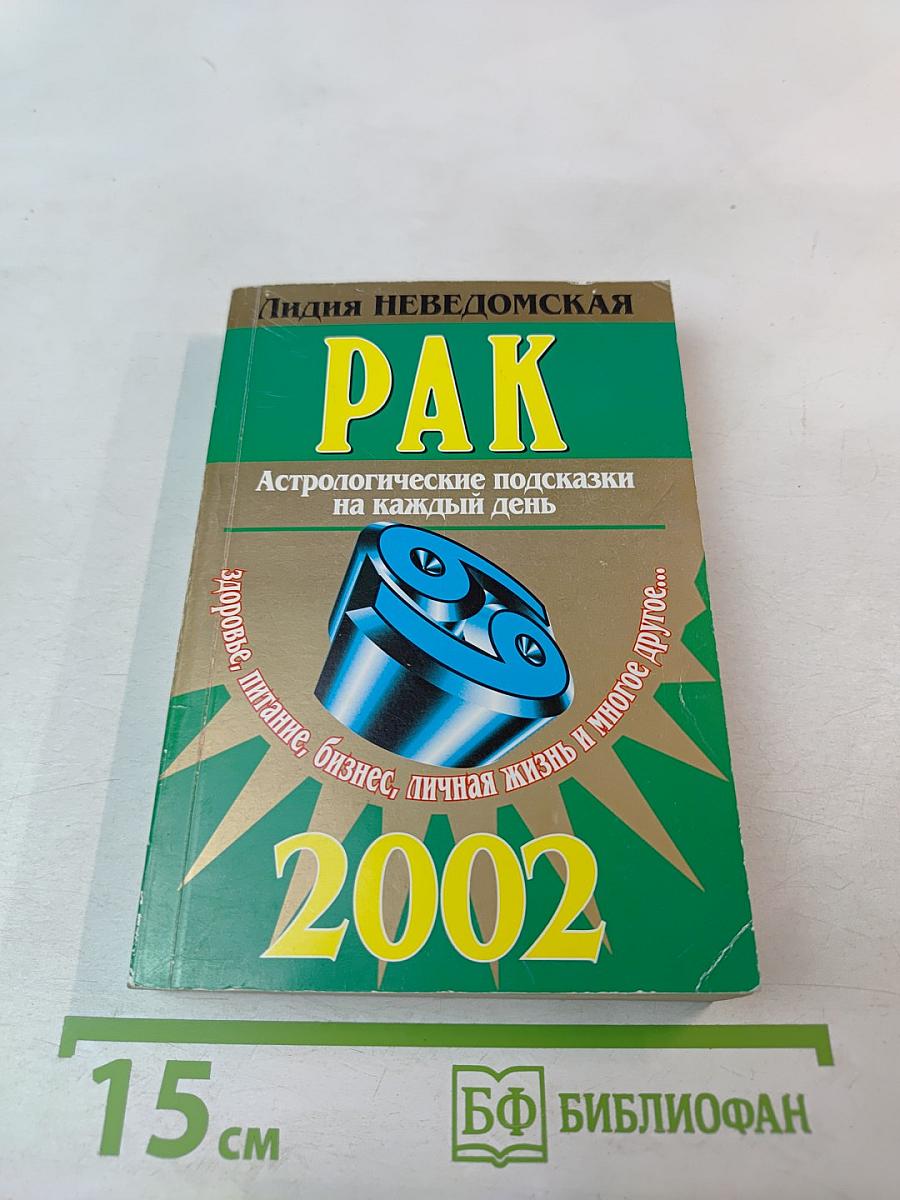 Лидия НЕВЕДОМСКАЯ
РАК
Астрологические подсказки
на каждый день
здоровье, питание, бизнес, личная жизнь и многое другое...
2002
15 см
БФ БИБЛИОФАН